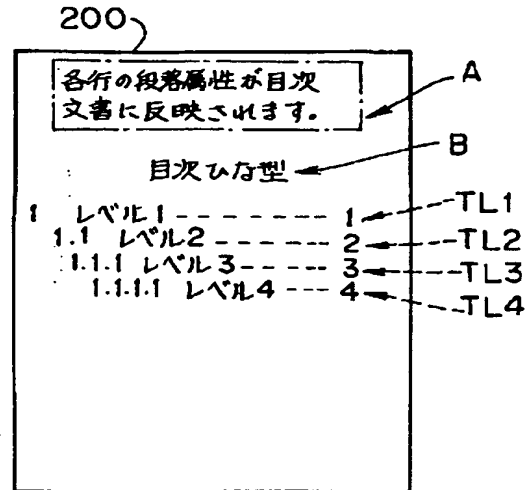 200
各行の段落属性が目次 A
文書に反映されます。
目次ひな型 B
1 レベル1 ------- 1 TL1
1.1 レベル2 ------ 2 TL2
1.1.1 レベル3 ---- 3 TL3
1.1.1.1 レベル4 --- 4 TL4